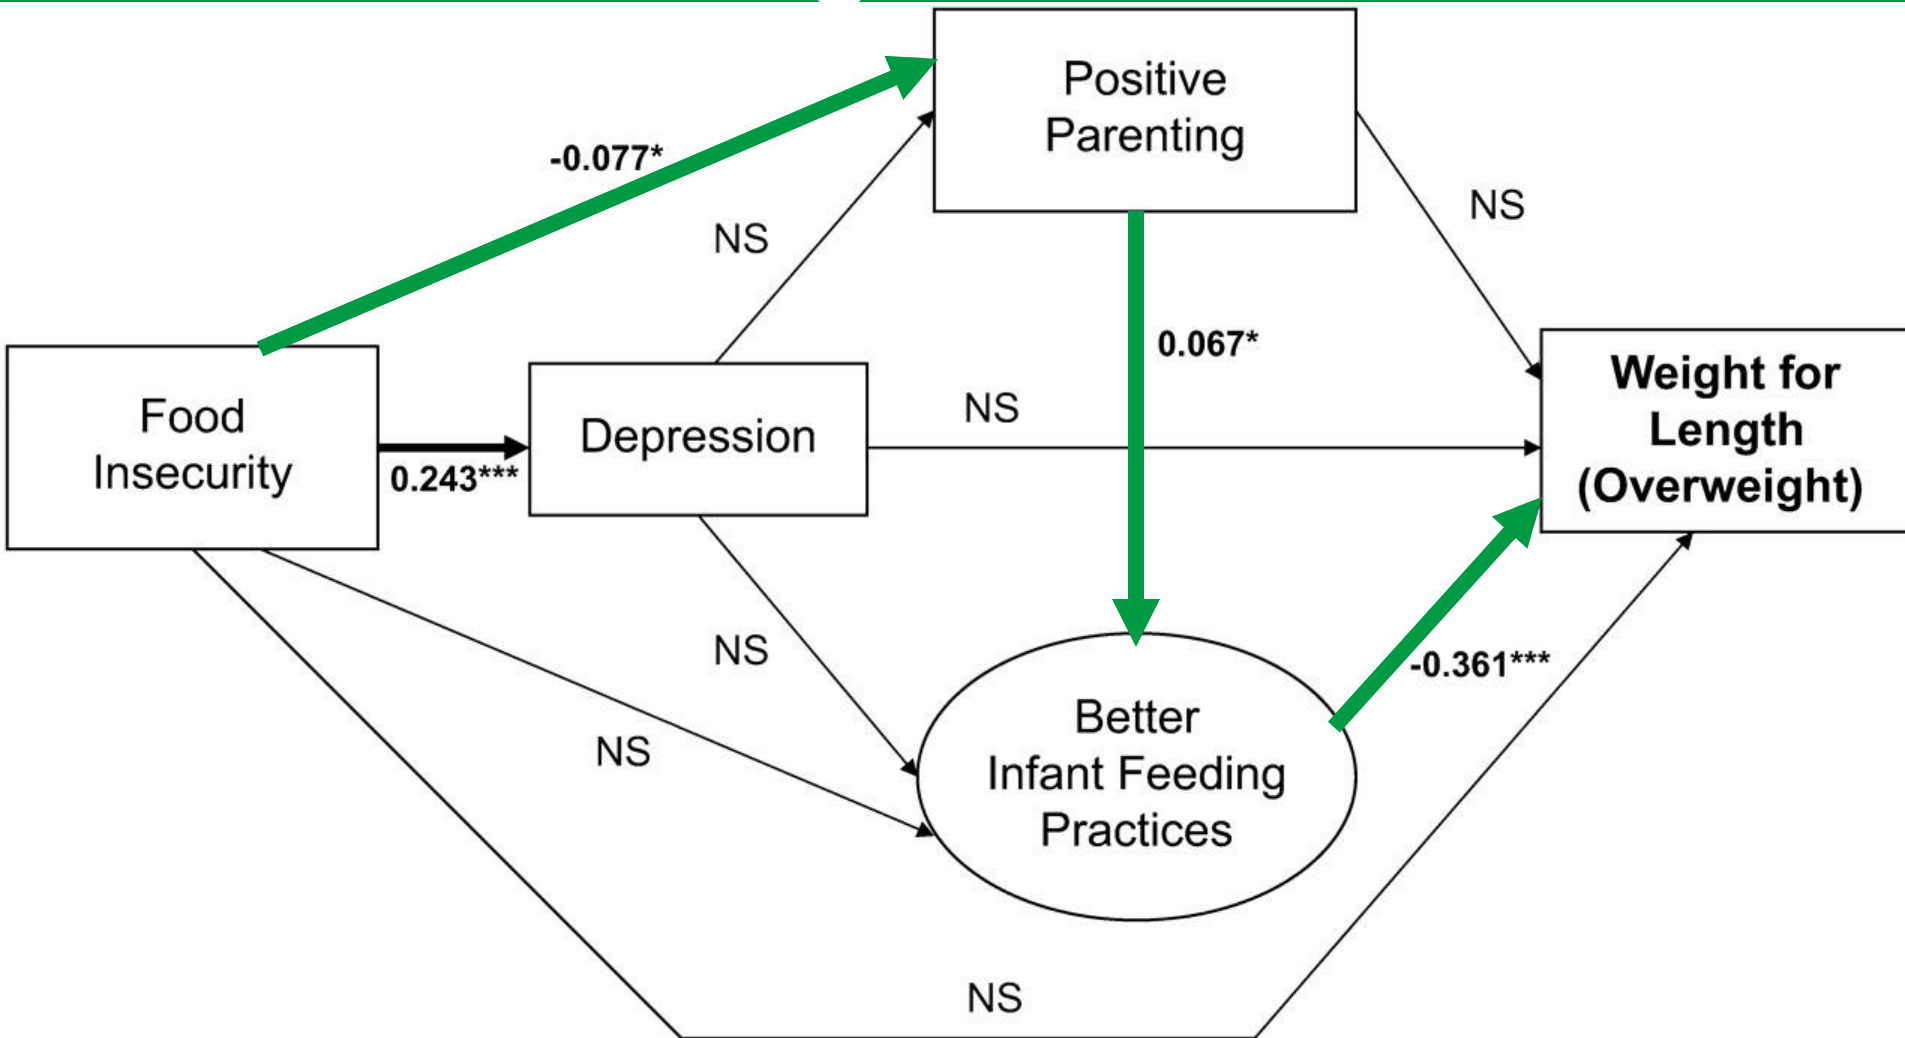 Positive
Parenting
-0.077*
NS
NS
0.067*
Food
Insecurity
0.243***
Depression
NS
Weight for
Length
(Overweight)
NS
NS
-0.361***
Better
Infant Feeding
Practices
NS